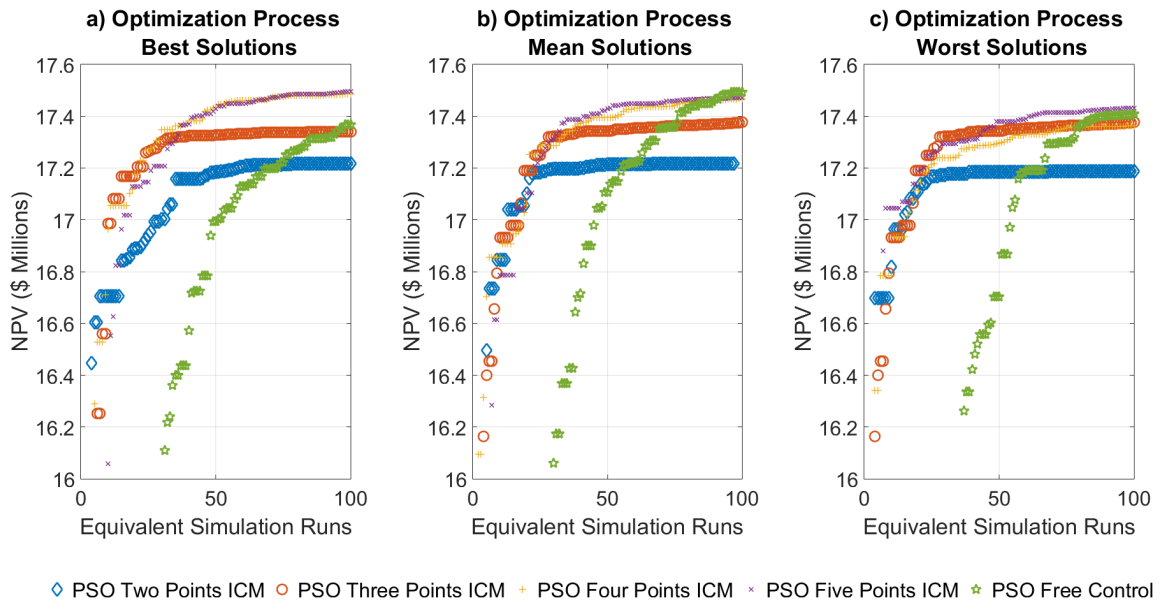 a) Optimization Process
Best Solutions
17.6
17.4
17.2
17
16.8
16.6
16.4
16.2
16
NPV ($ Millions)
0
50
100
Equivalent Simulation Runs
b) Optimization Process
Mean Solutions
17.6
17.4
17.2
17
16.8
16.6
16.4
16.2
16
NPV ($ Millions)
0
50
100
Equivalent Simulation Runs
c) Optimization Process
Worst Solutions
17.6
17.4
17.2
17
16.8
16.6
16.4
16.2
16
NPV ($ Millions)
0
50
100
Equivalent Simulation Runs
PSO Two Points ICM
PSO Three Points ICM
PSO Four Points ICM
PSO Five Points ICM
PSO Free Control